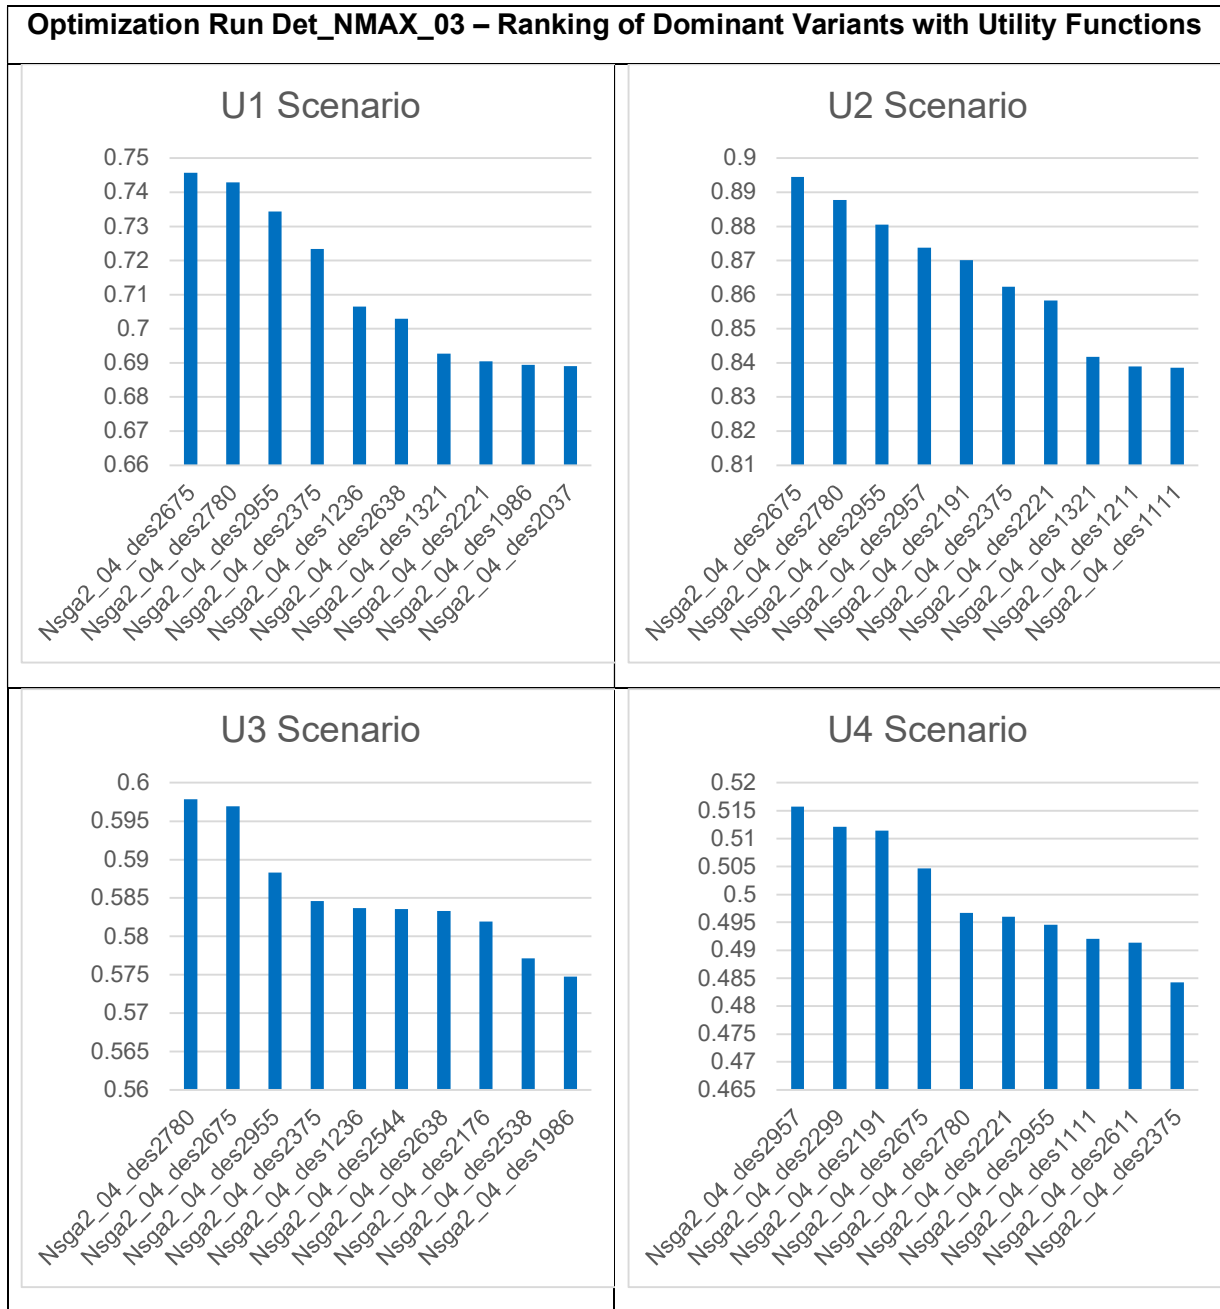 Optimization Run Det_NMAX_03 – Ranking of Dominant Variants with Utility Functions
U1 Scenario
0.75
0.74
0.73
0.72
0.71
0.7
0.69
0.68
0.67
0.66
Nsga2_04_des2675
Nsga2_04_des2780
Nsga2_04_des2955
Nsga2_04_des2375
Nsga2_04_des1236
Nsga2_04_des2638
Nsga2_04_des1321
Nsga2_04_des2221
Nsga2_04_des1986
Nsga2_04_des2037
U2 Scenario
0.9
0.89
0.88
0.87
0.86
0.85
0.84
0.83
0.82
0.81
Nsga2_04_des2675
Nsga2_04_des2780
Nsga2_04_des2955
Nsga2_04_des2957
Nsga2_04_des2191
Nsga2_04_des2375
Nsga2_04_des2221
Nsga2_04_des1321
Nsga2_04_des1211
Nsga2_04_des1111
U3 Scenario
0.6
0.595
0.59
0.585
0.58
0.575
0.57
0.565
0.56
Nsga2_04_des2780
Nsga2_04_des2675
Nsga2_04_des2955
Nsga2_04_des2375
Nsga2_04_des1236
Nsga2_04_des2544
Nsga2_04_des2638
Nsga2_04_des2176
Nsga2_04_des2538
Nsga2_04_des1986
U4 Scenario
0.52
0.515
0.51
0.505
0.5
0.495
0.49
0.485
0.48
0.475
0.47
0.465
Nsga2_04_des2957
Nsga2_04_des2299
Nsga2_04_des2191
Nsga2_04_des2675
Nsga2_04_des2780
Nsga2_04_des2221
Nsga2_04_des2955
Nsga2_04_des1111
Nsga2_04_des2611
Nsga2_04_des2375